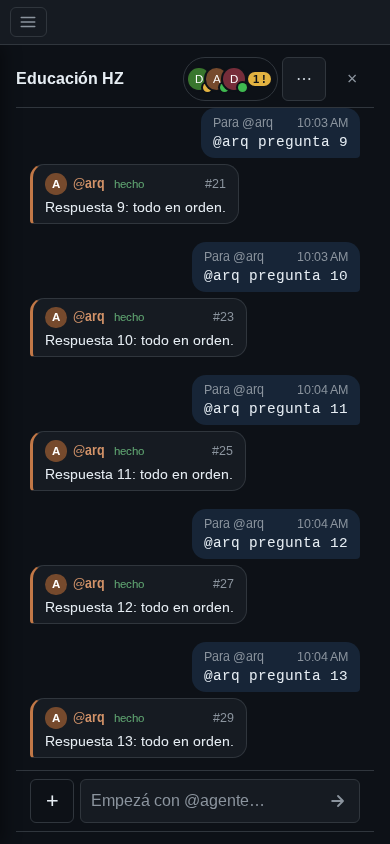 Educación HZ
D A D 1 !
Para @arq 10:03 AM
@arq pregunta 9
A @arq hecho #21
Respuesta 9: todo en orden.
Para @arq 10:03 AM
@arq pregunta 10
A @arq hecho #23
Respuesta 10: todo en orden.
Para @arq 10:04 AM
@arq pregunta 11
A @arq hecho #25
Respuesta 11: todo en orden.
Para @arq 10:04 AM
@arq pregunta 12
A @arq hecho #27
Respuesta 12: todo en orden.
Para @arq 10:04 AM
@arq pregunta 13
A @arq hecho #29
Respuesta 13: todo en orden.
Empezá con @agente…